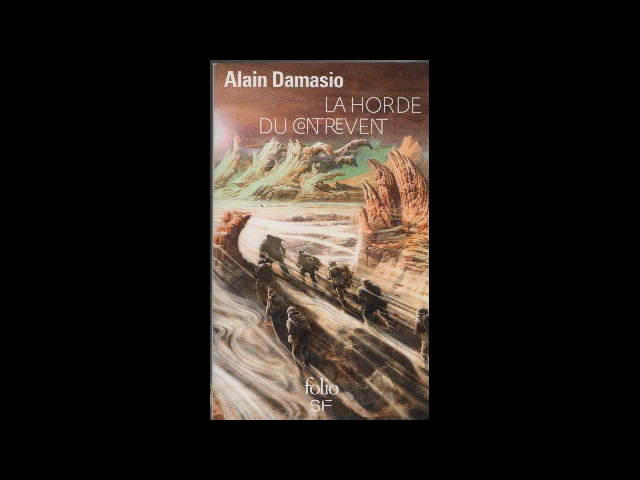 Alain Damasio
LA HORDE
DU CONTREVENT
folio
SF